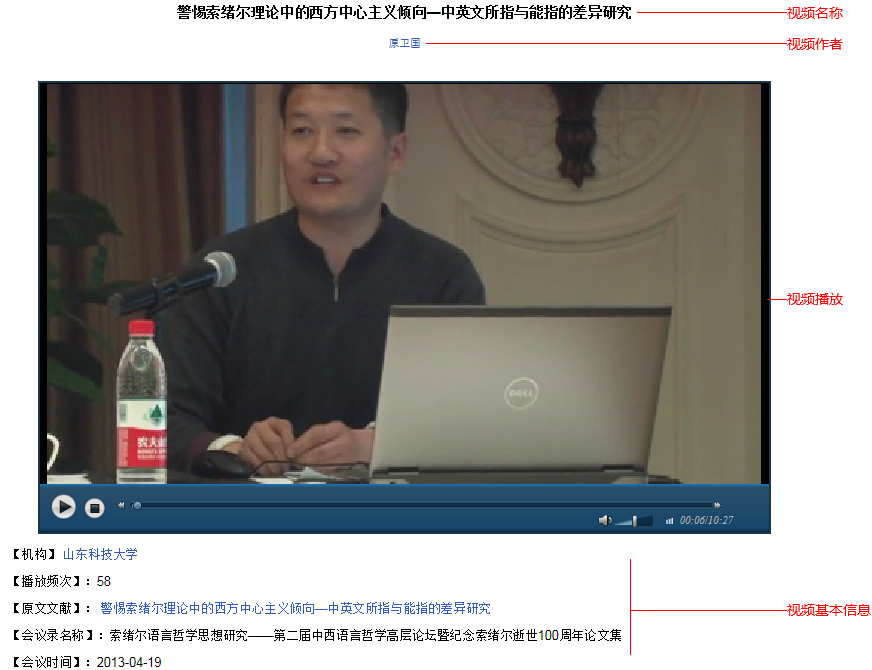 警惕索绪尔理论中的西方中心主义倾向—中英文所指与能指的差异研究 视频名称
原卫国 视频作者
视频播放
DELL
农夫山
00:06/10:27
【机构】 山东科技大学
【播放频次】：58
【原文文献】： 警惕索绪尔理论中的西方中心主义倾向—中英文所指与能指的差异研究
视频基本信息
【会议录名称】：索绪尔语言哲学思想研究——第二届中西语言哲学高层论坛暨纪念索绪尔逝世100周年论文集
【会议时间】：2013-04-19